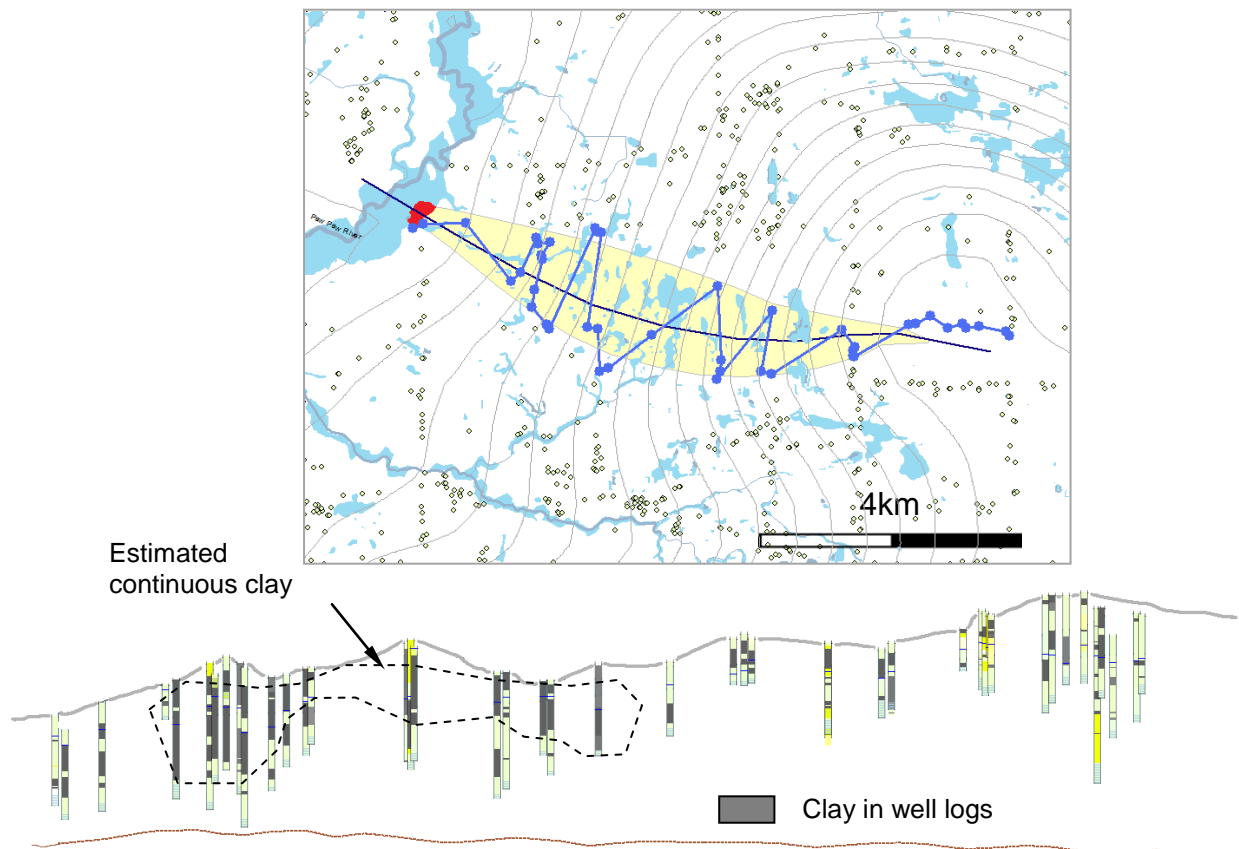 Paw Paw River
4km
Estimated
continuous clay
Clay in well logs